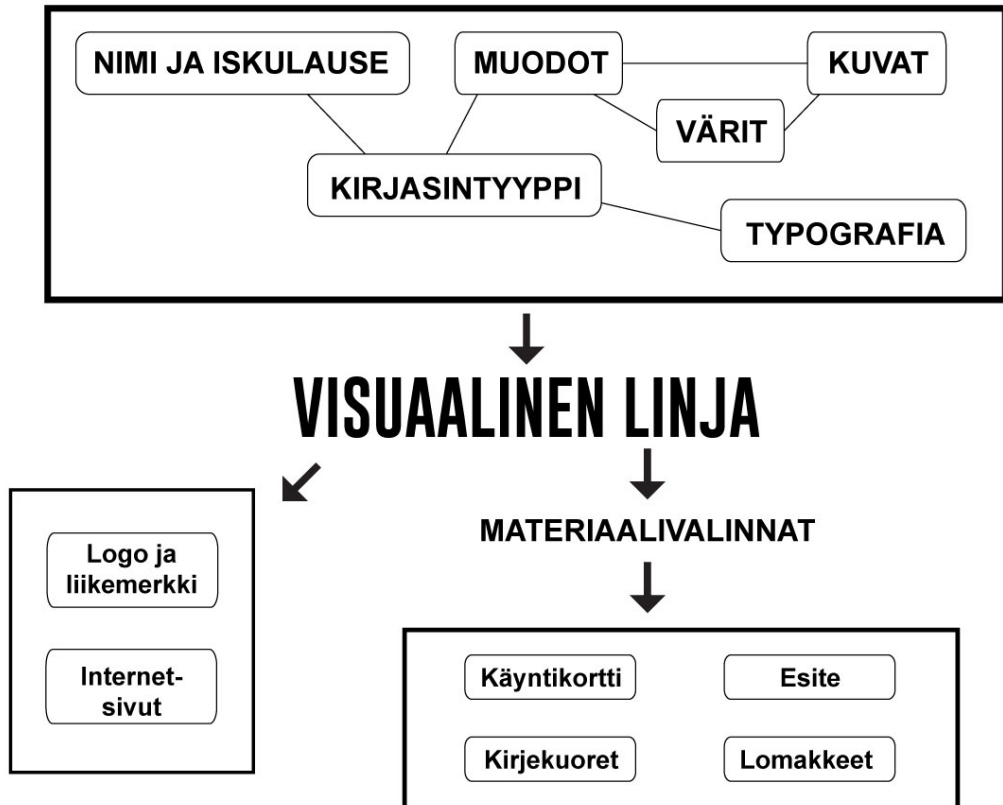 NIMI JA ISKULAUSE
MUODOT
KUVAT
VÄRIT
KIRJASINTYYPPI
TYPOGRAFIA
VISUAALINEN LINJA
Logo ja
liikemerkki
Internet-
sivut
MATERIAALIVALINNAT
Käyntikortti
Esite
Kirjekuoret
Lomakkeet